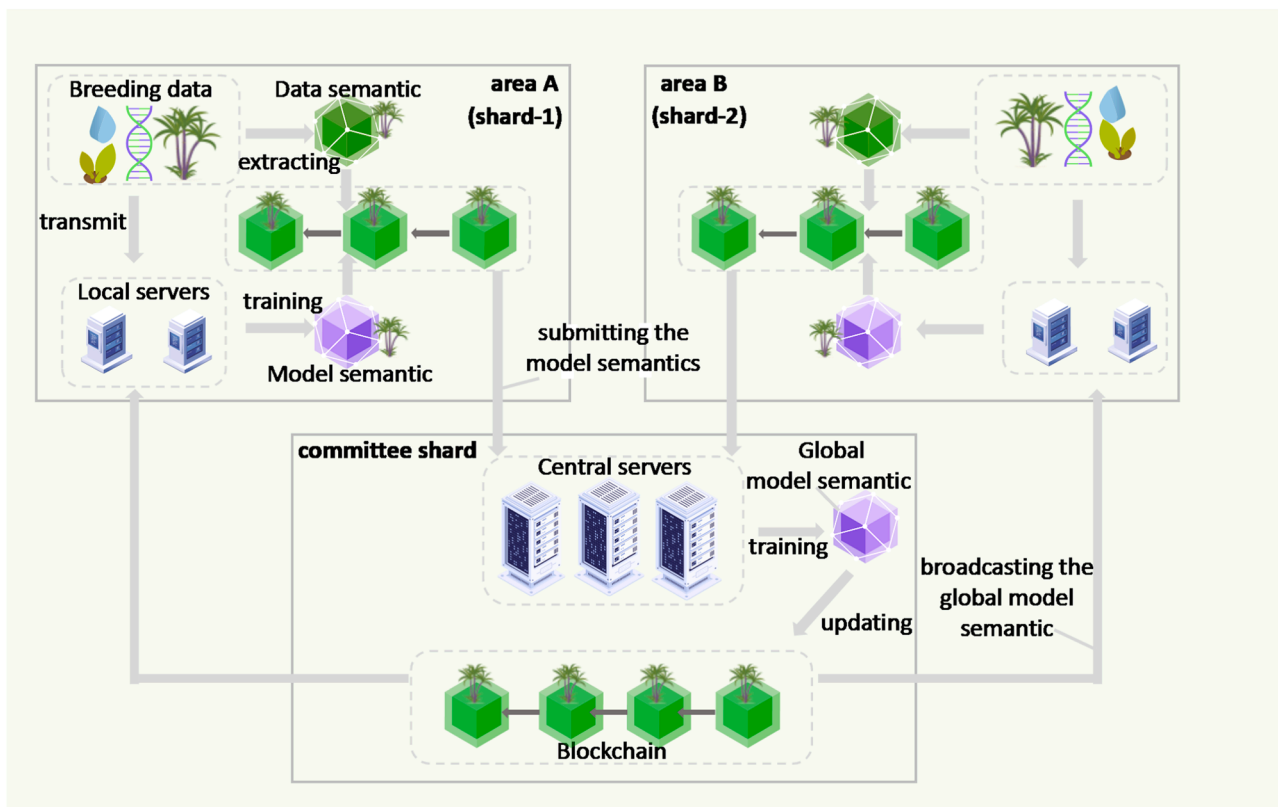 Breeding data
Data semantic
area A
(shard-1)
extracting
transmit
Local servers
training
Model semantic
area B
(shard-2)
submitting the
model semantics
committee shard
Central servers
Global
model semantic
training
updating
broadcasting the
global model
semantic
Blockchain